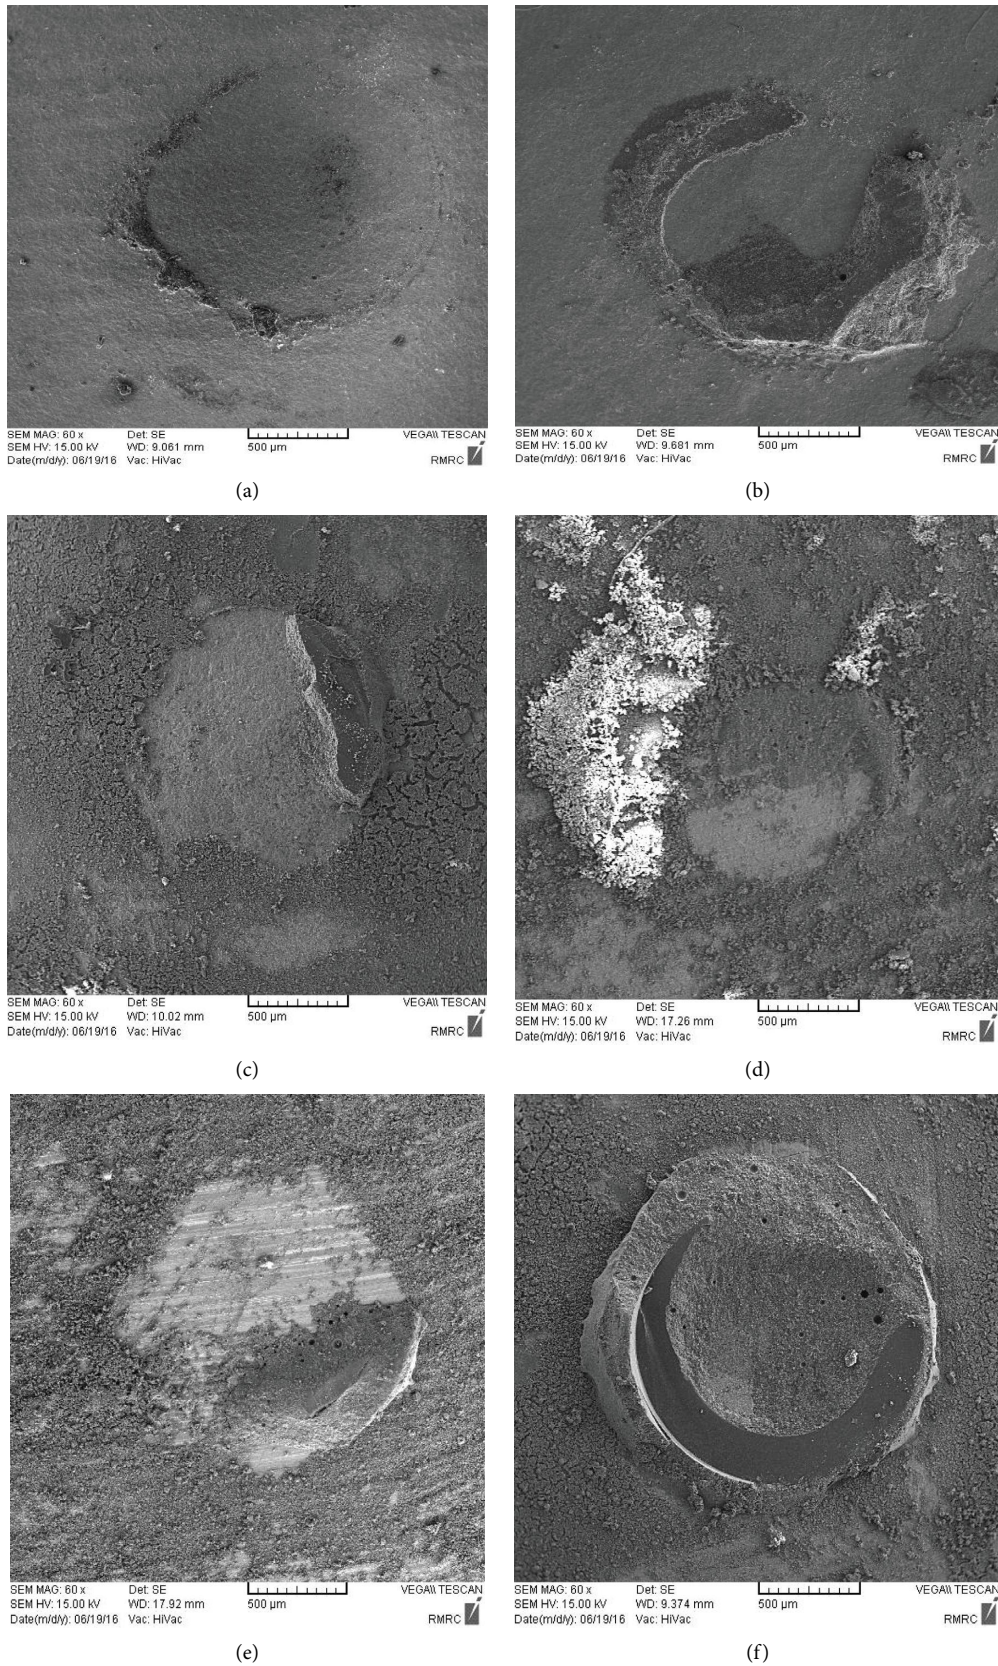 SEM MAG: 60 x Det: SE VEGA\\ TESCAN
SEM HV: 15.00 kV WD: 9.061 mm 500 µm
Date(m/d/y): 06/19/16 Vac: HiVac RMRC
(a)
SEM MAG: 60 x Det: SE VEGA\\ TESCAN
SEM HV: 15.00 kV WD: 9.681 mm 500 µm
Date(m/d/y): 06/19/16 Vac: HiVac RMRC
(b)
SEM MAG: 60 x Det: SE VEGA\\ TESCAN
SEM HV: 15.00 kV WD: 10.02 mm 500 µm
Date(m/d/y): 06/19/16 Vac: HiVac RMRC
(c)
SEM MAG: 60 x Det: SE VEGA\\ TESCAN
SEM HV: 15.00 kV WD: 17.26 mm 500 µm
Date(m/d/y): 06/19/16 Vac: HiVac RMRC
(d)
SEM MAG: 60 x Det: SE VEGA\\ TESCAN
SEM HV: 15.00 kV WD: 17.92 mm 500 µm
Date(m/d/y): 06/19/16 Vac: HiVac RMRC
(e)
SEM MAG: 60 x Det: SE VEGA\\ TESCAN
SEM HV: 15.00 kV WD: 9.374 mm 500 µm
Date(m/d/y): 06/19/16 Vac: HiVac RMRC
(f)